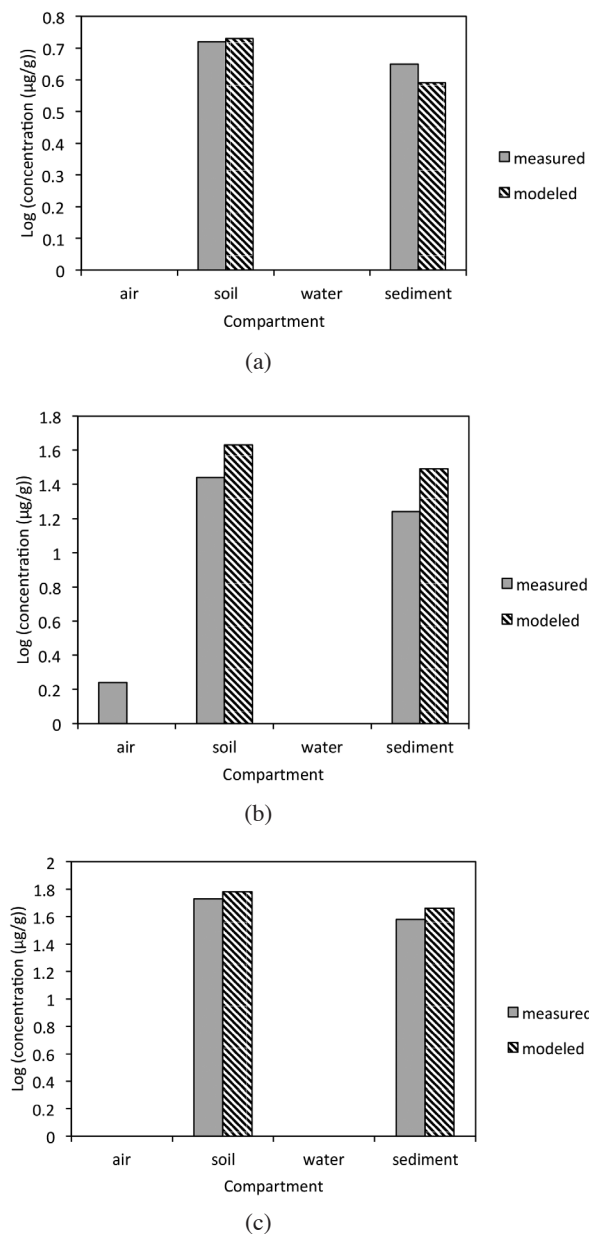 0.8
0.7
0.6
0.5
0.4
0.3
0.2
0.1
0
Log (concentration (µg/g))
air soil water sediment
Compartment
measured
modeled
(a)
1.8
1.6
1.4
1.2
1
0.8
0.6
0.4
0.2
0
Log (concentration (µg/g))
air soil water sediment
Compartment
measured
modeled
(b)
2
1.8
1.6
1.4
1.2
1
0.8
0.6
0.4
0.2
0
Log (concentration (µg/g))
air soil water sediment
Compartment
measured
modeled
(c)